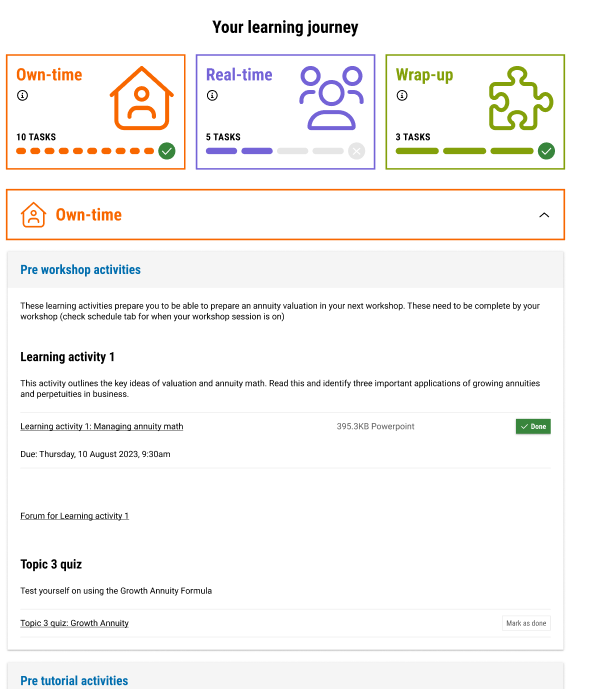 Your learning journey
Own-time
10 TASKS
Real-time
5 TASKS
Wrap-up
3 TASKS
Own-time
Pre workshop activities
These learning activities prepare you to be able to prepare an annuity valuation in your next workshop. These need to be complete by your
workshop (check schedule tab for when your workshop session is on)
Learning activity 1
This activity outlines the key ideas of valuation and annuity math. Read this and identify three important applications of growing annuities
and perpetuities in business.
Learning activity 1: Managing annuity math 395.3KB Powerpoint Done
Due: Thursday, 10 August 2023, 9:30am
Forum for Learning activity 1
Topic 3 quiz
Test yourself on using the Growth Annuity Formula
Topic 3 quiz: Growth Annuity Mark as done
Pre tutorial activities